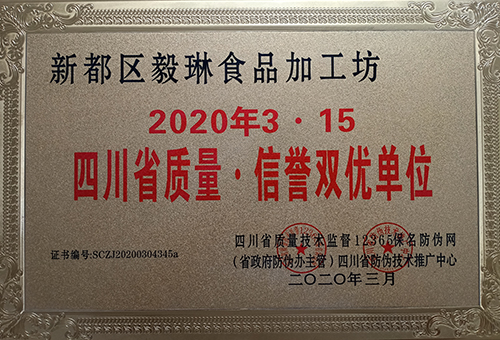 新都区毅琳食品加工坊
2020年3·15
四川省质量·信誉双优单位
四川省质量技术监督12365保名防伪网
证书编号:SCZJ20200304345a
(省政府防伪办主管)四川省防伪技术推广中心
二〇二〇年三月